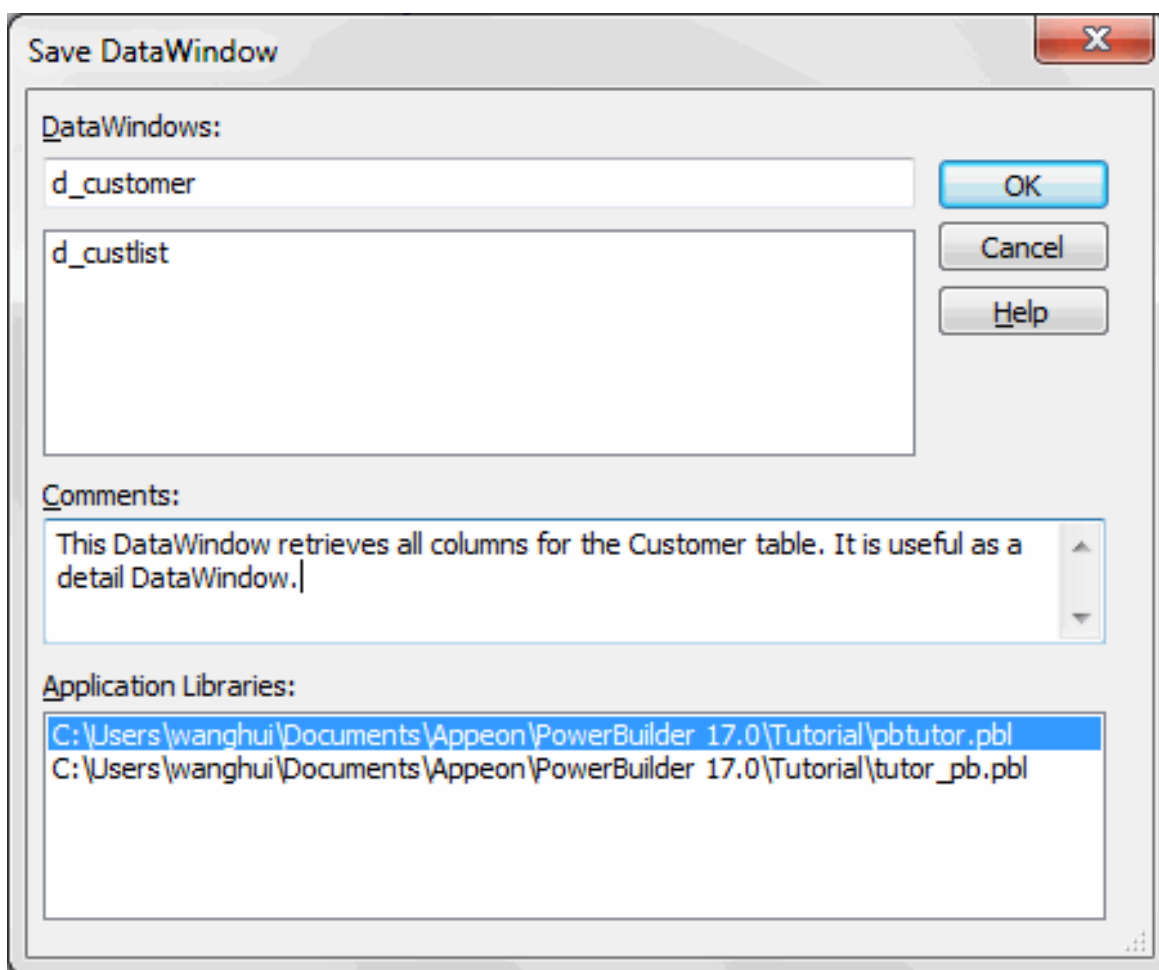 Save DataWindow
DataWindows:
d_customer
OK
d_custlist
Cancel
Help
Comments:
This DataWindow retrieves all columns for the Customer table. It is useful as a
detail DataWindow.
Application Libraries:
C:\Users\wanghui\Documents\Appeon\PowerBuilder 17.0\Tutorial\pbtutor.pbl
C:\Users\wanghui\Documents\Appeon\PowerBuilder 17.0\Tutorial\tutor_pb.pbl